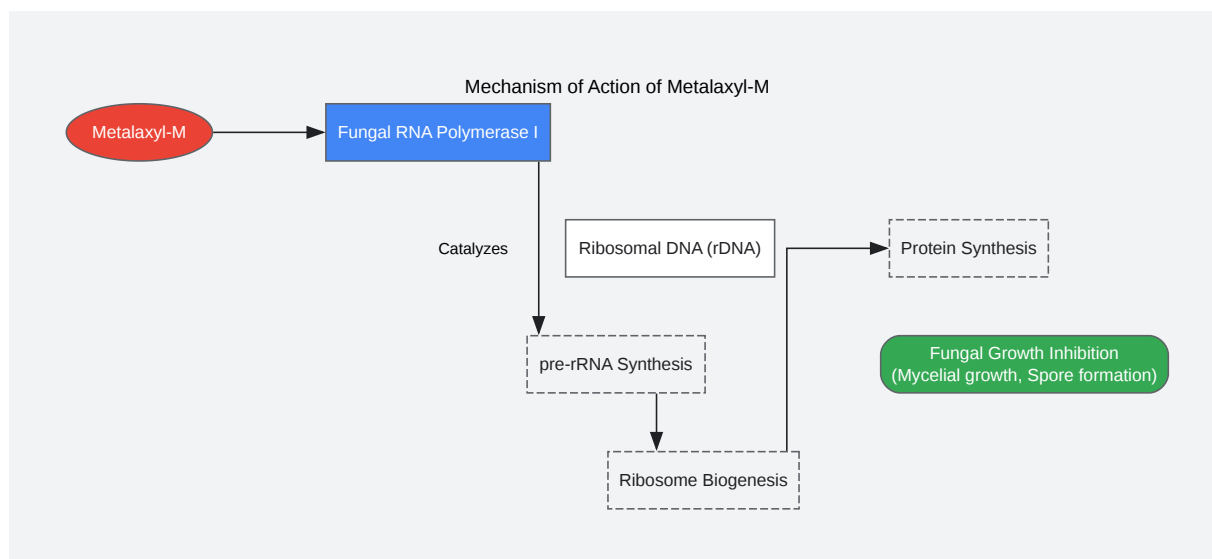 Mechanism of Action of Metalaxyl-M
Metalaxyl-M
Fungal RNA Polymerase I
Catalyzes
Ribosomal DNA (rDNA)
Protein Synthesis
pre-rRNA Synthesis
Fungal Growth Inhibition
(Mycelial growth, Spore formation)
Ribosome Biogenesis